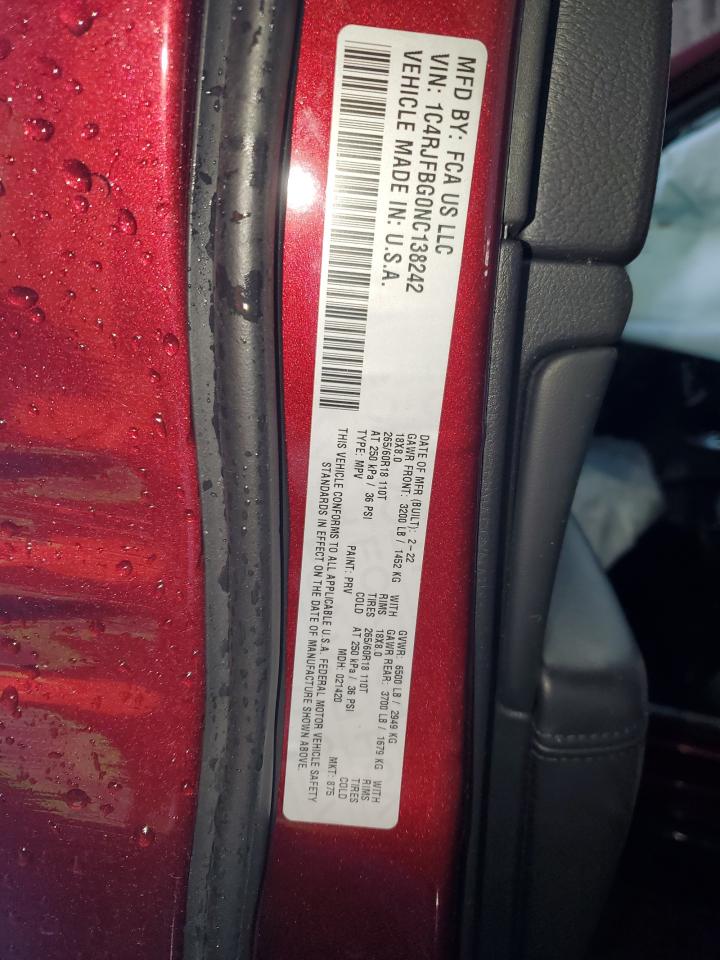 MFD BY: FCA US LLC
VIN: 1C4RJFBG0NC138242
VEHICLE MADE IN: U.S.A.
DATE OF MFR (BUILT): 2-22 GVWR: 6500 LB / 2949 KG
GAWR FRONT: 3200 LB / 1452 KG WITH GAWR REAR: 3700 LB / 1679 KG WITH
18X8.0 RIMS 18X8.0 RIMS
265/60R18 110T TIRES 265/60R18 110T TIRES
AT 250 kPa / 36 PSI COLD AT 250 kPa / 36 PSI COLD
TYPE: MPV PAINT: PRV MDH: 021420 MKT: 875
THIS VEHICLE CONFORMS TO ALL APPLICABLE U.S.A. FEDERAL MOTOR VEHICLE SAFETY
STANDARDS IN EFFECT ON THE DATE OF MANUFACTURE SHOWN ABOVE.